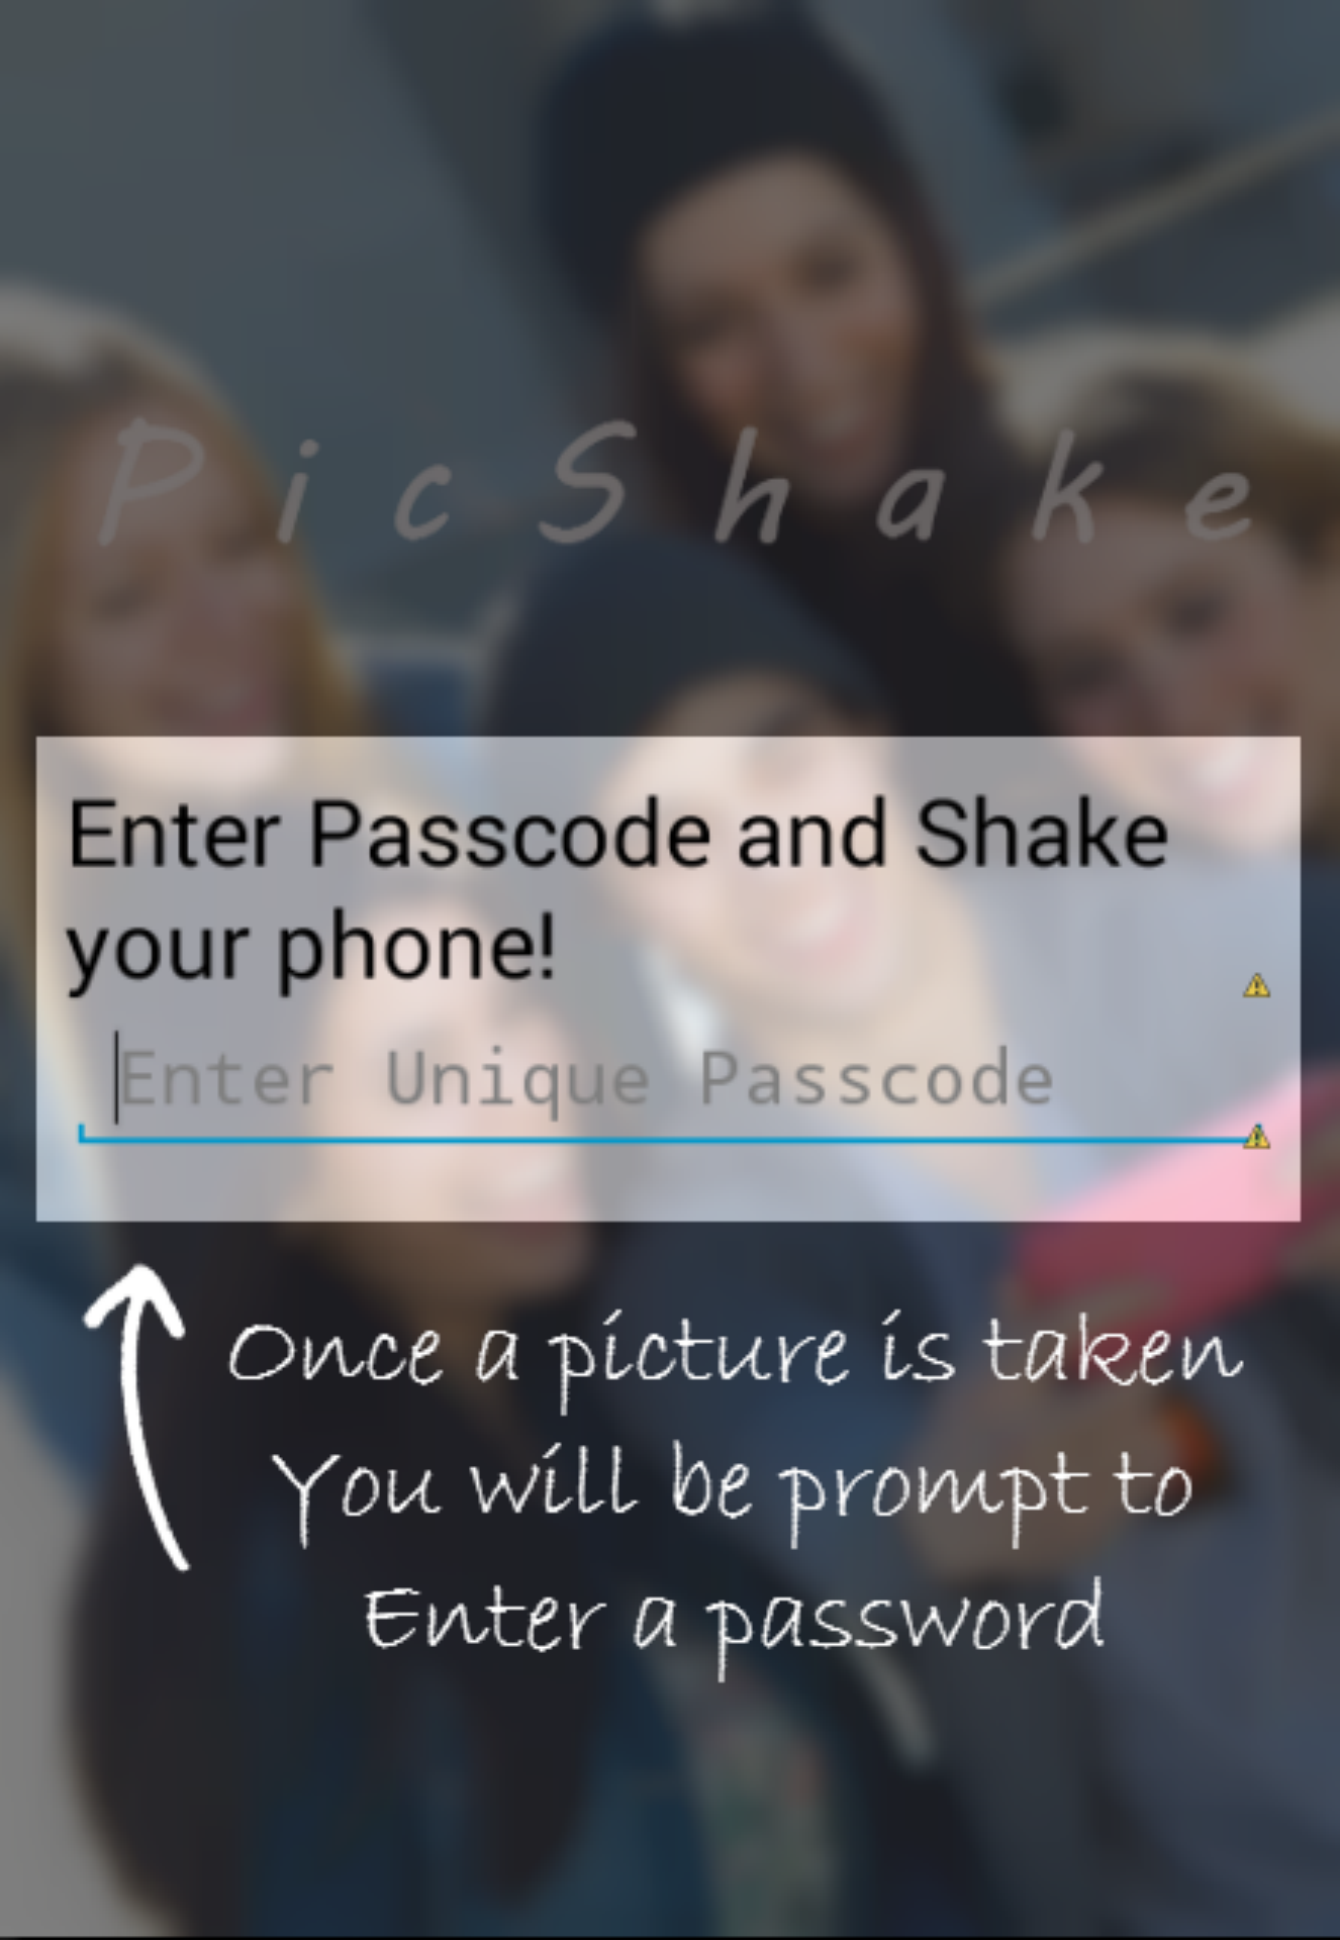 PicShake
Enter Passcode and Shake
your phone!
Enter Unique Passcode
Once a picture is taken
You will be prompt to
Enter a password